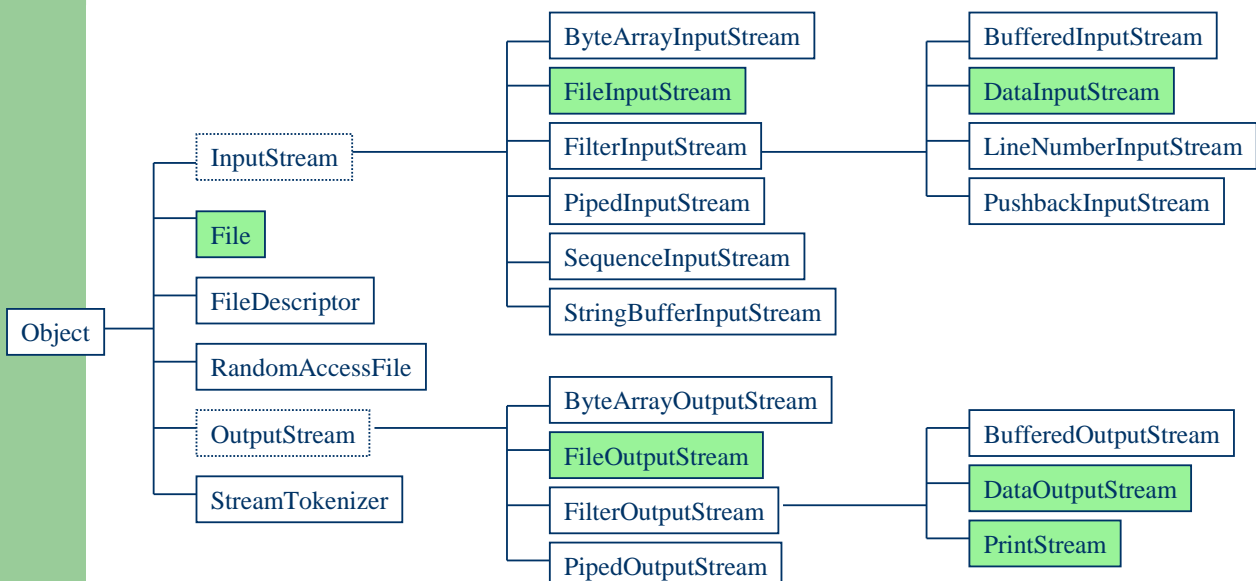 Object
InputStream
File
FileDescriptor
RandomAccessFile
OutputStream
StreamTokenizer
ByteArrayInputStream
FileInputStream
FilterInputStream
PipedInputStream
SequenceInputStream
StringBufferInputStream
ByteArrayOutputStream
FileOutputStream
FilterOutputStream
PipedOutputStream
BufferedInputStream
DataInputStream
LineNumberInputStream
PushbackInputStream
BufferedOutputStream
DataOutputStream
PrintStream